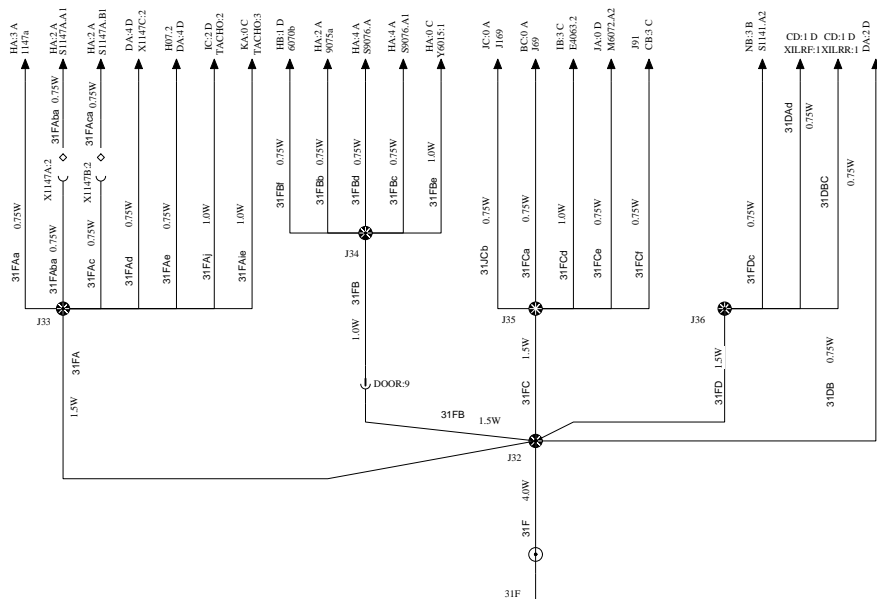 HA:3 A
1147a
HA:2 A
S1147A.A1
HA:2 A
S1147A.B1
DA:4 D
X1147C:2
H07.2
DA:4 D
IC:2 D
TACHO:2
KA:0 C
TACHO:3
HB:1 D
6070b
HA:2 A
9075a
HA:4 A
S9076.A
HA:4 A
S9076.A1
HA:0 C
Y6015:1
JC:0 A
J169
BC:0 A
J69
IB:3 C
E4063.2
JA:0 D
M6072.A2
J91
CB:3 C
NB:3 B
S1141.A2
CD:1 D
XILRF:1
CD:1 D
XILRR:1
DA:2 D
31FAba 0.75W
31FAca 0.75W
X1147A:2
X1147B:2
31FAa 0.75W
31FAba 0.75W
31FAc 0.75W
31FAd 0.75W
31FAe 0.75W
31FAj 1.0W
31FAie 1.0W
31FBf 0.75W
31FBb 0.75W
31FBd 0.75W
31FBc 0.75W
31FBe 1.0W
31JCb 0.75W
31FCa 0.75W
31FCd 1.0W
31FCe 0.75W
31FCf 0.75W
31FDc 0.75W
31DAd 0.75W
31DBC
0.75W
J33
J34
J35
J36
31FA
1.5W
31FB
1.0W
DOOR:9
31FB 1.5W
1.5W
31FC
1.5W
31FD
0.75W
31DB
J32
4.0W
31F
31F